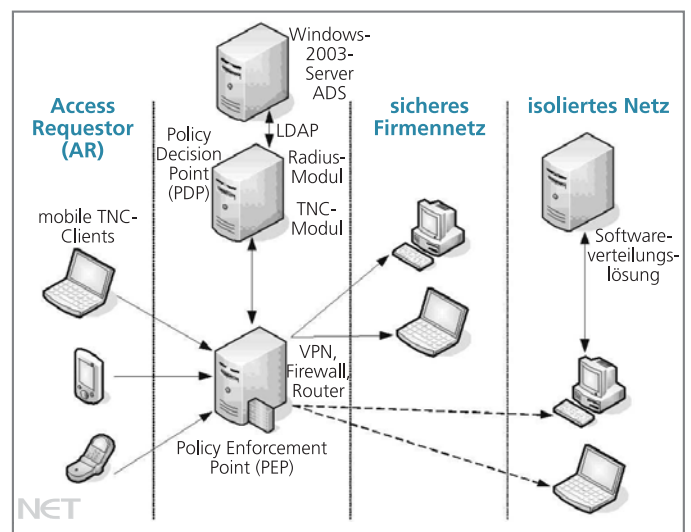 Windows-
2003-
Server
ADS
Access
Requestor
(AR)
sicheres
Firmennetz
isoliertes Netz
LDAP
Policy
Decision
Point
(PDP)
Radius-
Modul
TNC-
Modul
mobile TNC-
Clients
Software-
verteilungs-
lösung
VPN,
Firewall,
Router
Policy Enforcement
Point (PEP)
NET